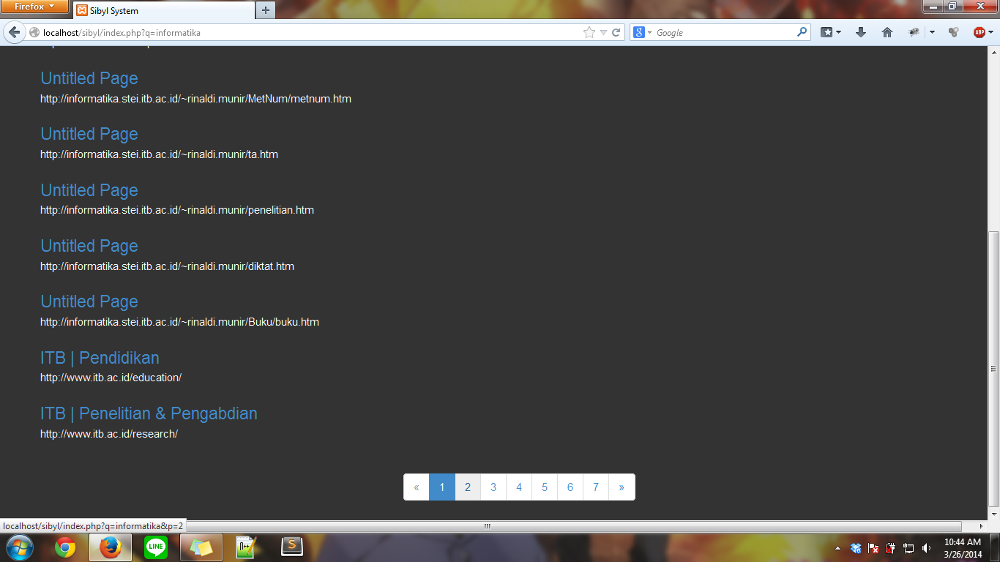 Firefox
Sibyl System
localhost/sibyl/index.php?q=informatika
Google
ABP
Untitled Page
http://informatika.stei.itb.ac.id/~rinaldi.munir/MetNum/metnum.htm
Untitled Page
http://informatika.stei.itb.ac.id/~rinaldi.munir/ta.htm
Untitled Page
http://informatika.stei.itb.ac.id/~rinaldi.munir/penelitian.htm
Untitled Page
http://informatika.stei.itb.ac.id/~rinaldi.munir/diktat.htm
Untitled Page
http://informatika.stei.itb.ac.id/~rinaldi.munir/Buku/buku.htm
ITB | Pendidikan
http://www.itb.ac.id/education/
ITB | Penelitian & Pengabdian
http://www.itb.ac.id/research/
« 1 2 3 4 5 6 7 »
localhost/sibyl/index.php?q=informatika&p=2
LINE
10:44 AM
3/26/2014